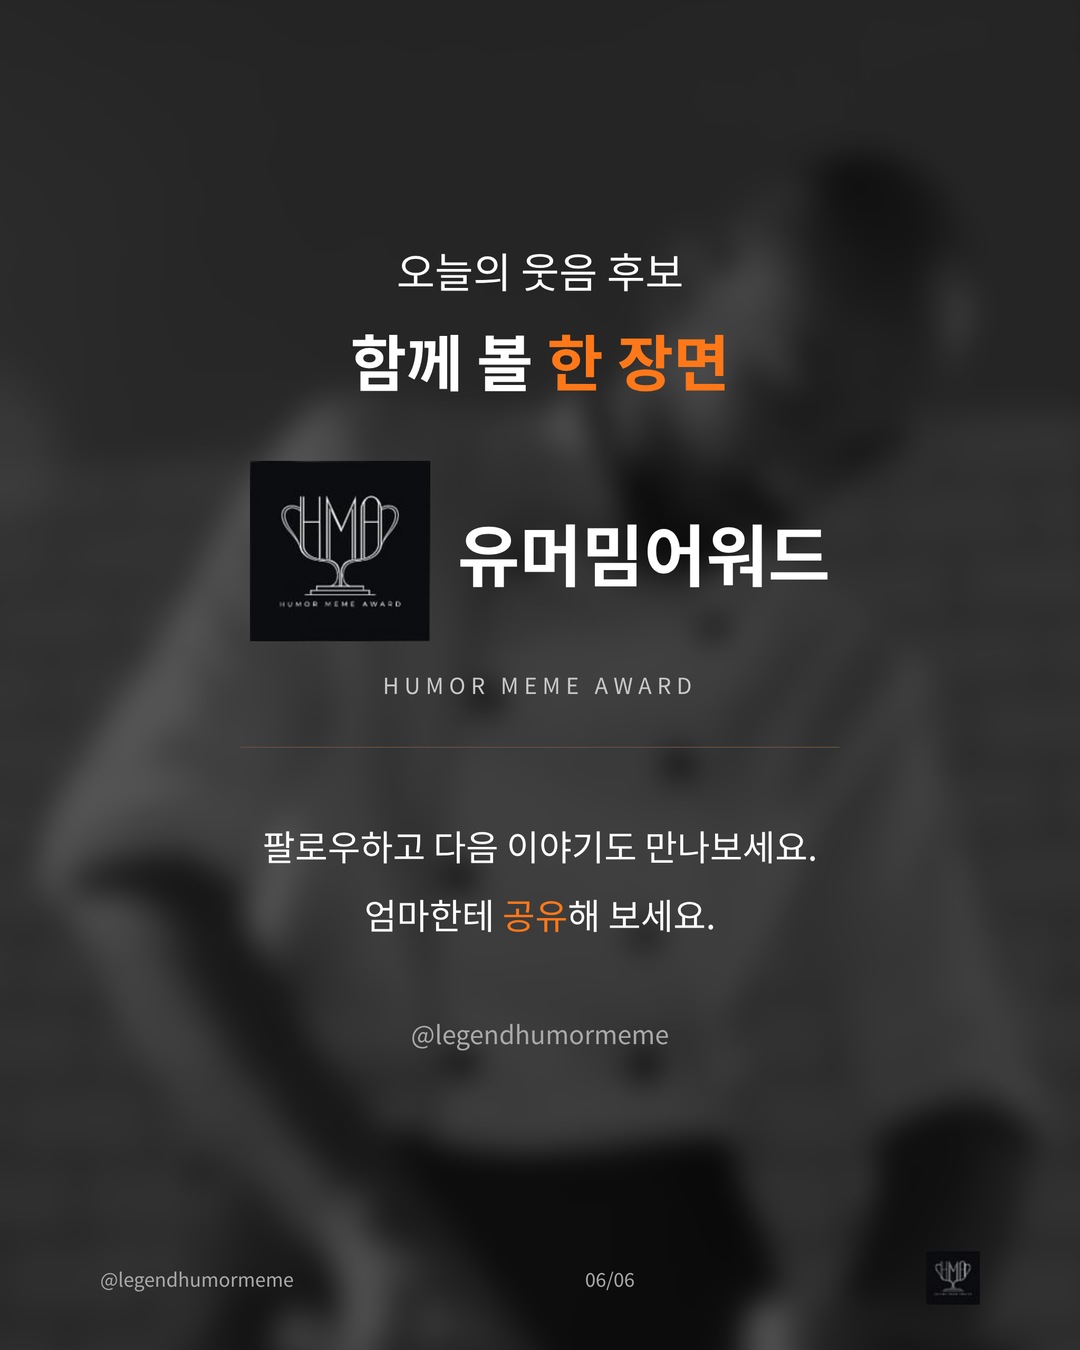 오늘의 웃음 후보
함께 볼 한 장면
HMA
HUMOR MEME AWARD
유머밈어워드
HUMOR MEME AWARD
팔로우하고 다음 이야기도 만나보세요.
엄마한테 공유해 보세요.
@legendhumormeme
@legendhumormeme
06/06
HMA